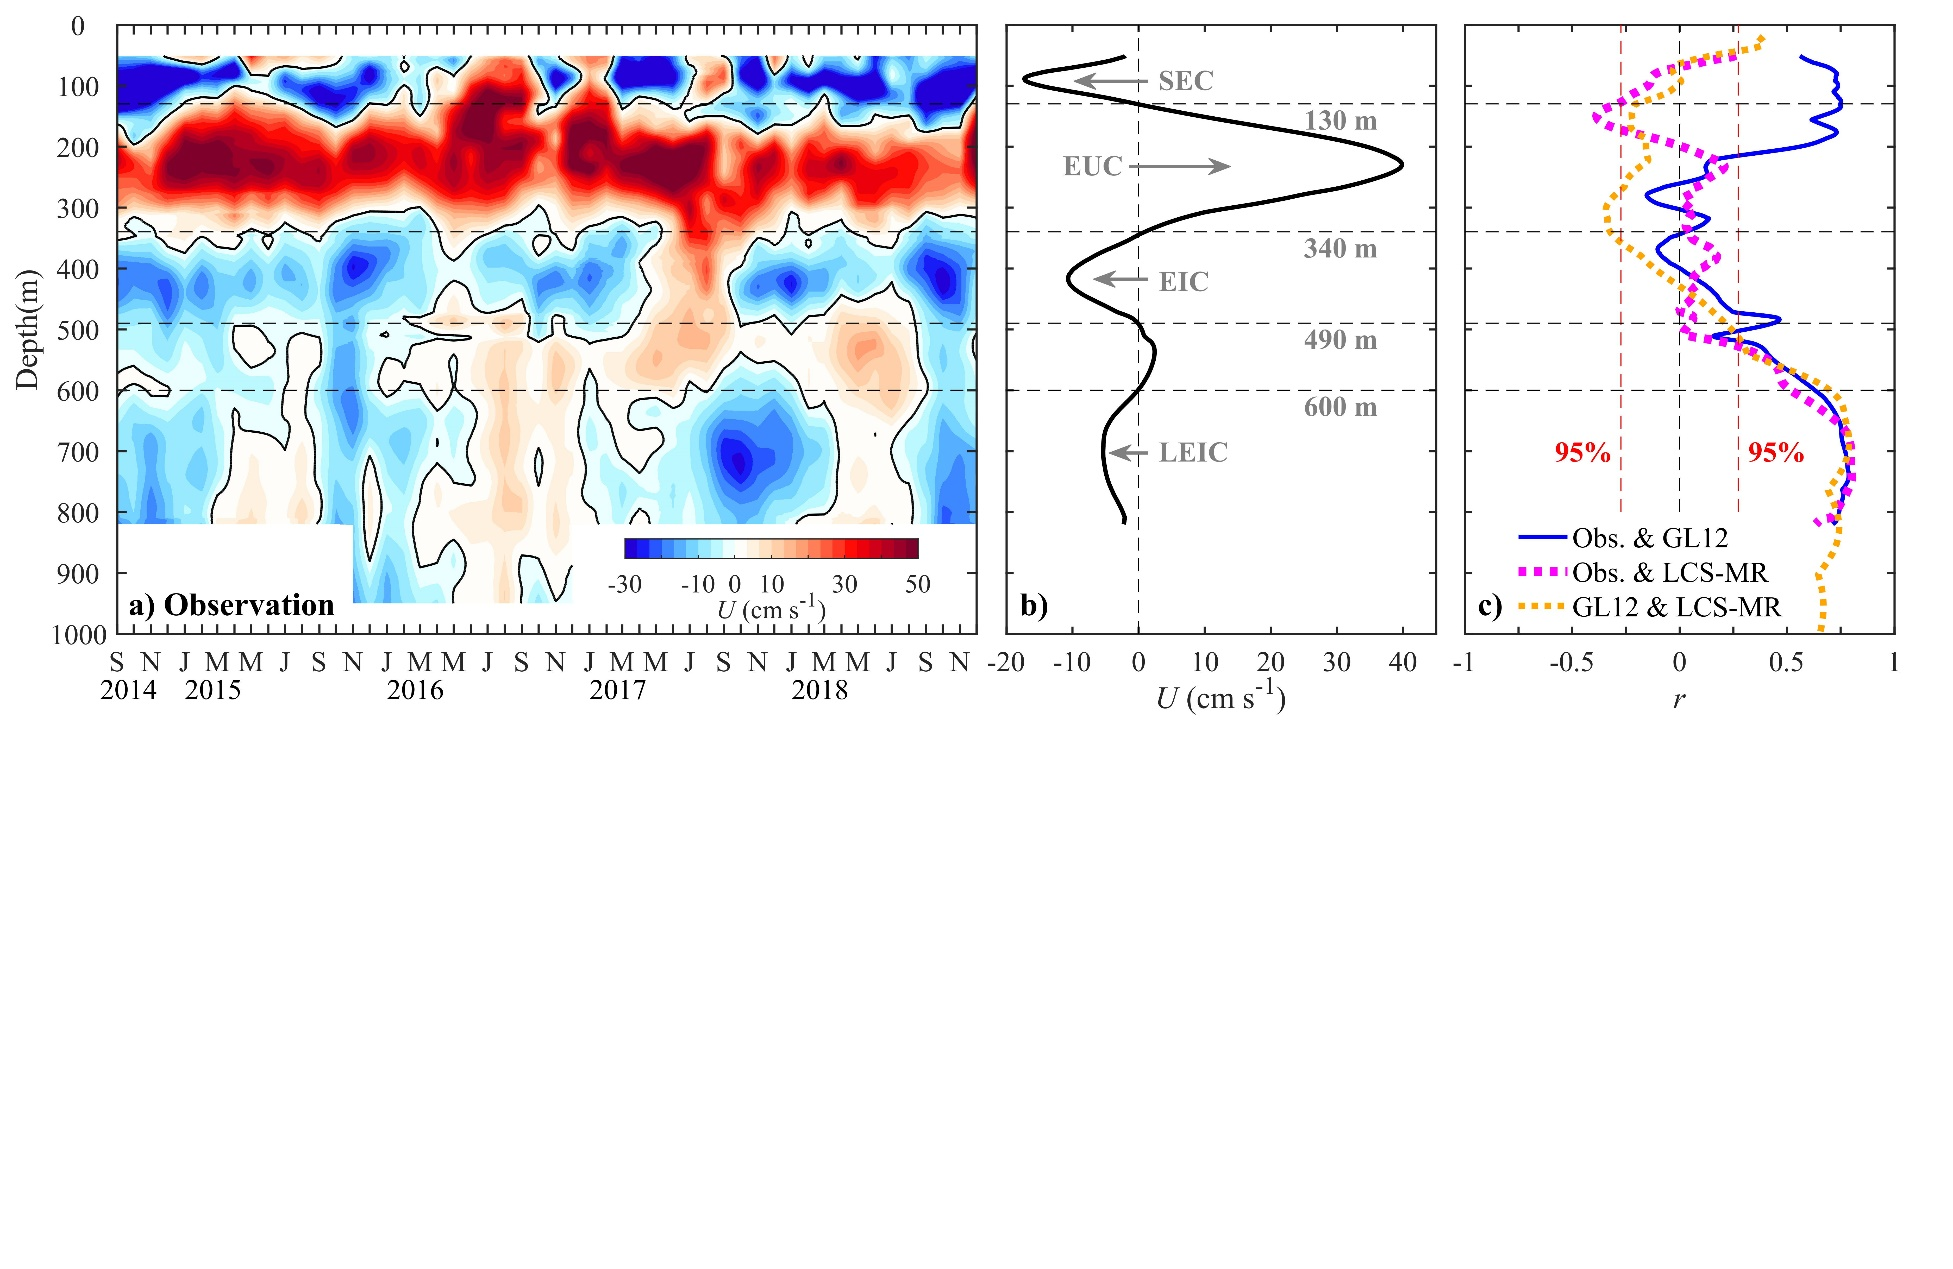 0
100
200
300
400
500
600
700
800
900
1000
Depth(m)
a) Observation
-30 -10 0 10 30 50
U (cm s-1)
S N J M M J S N J M M J S N J M M J S N J M M J S N
2014 2015 2016 2017 2018
SEC
130 m
EUC
340 m
EIC
490 m
600 m
LEIC
b)
-20 -10 0 10 20 30 40
U (cm s-1)
95% 95%
Obs. & GL12
Obs. & LCS-MR
GL12 & LCS-MR
c)
-1 -0.5 0 0.5 1
r